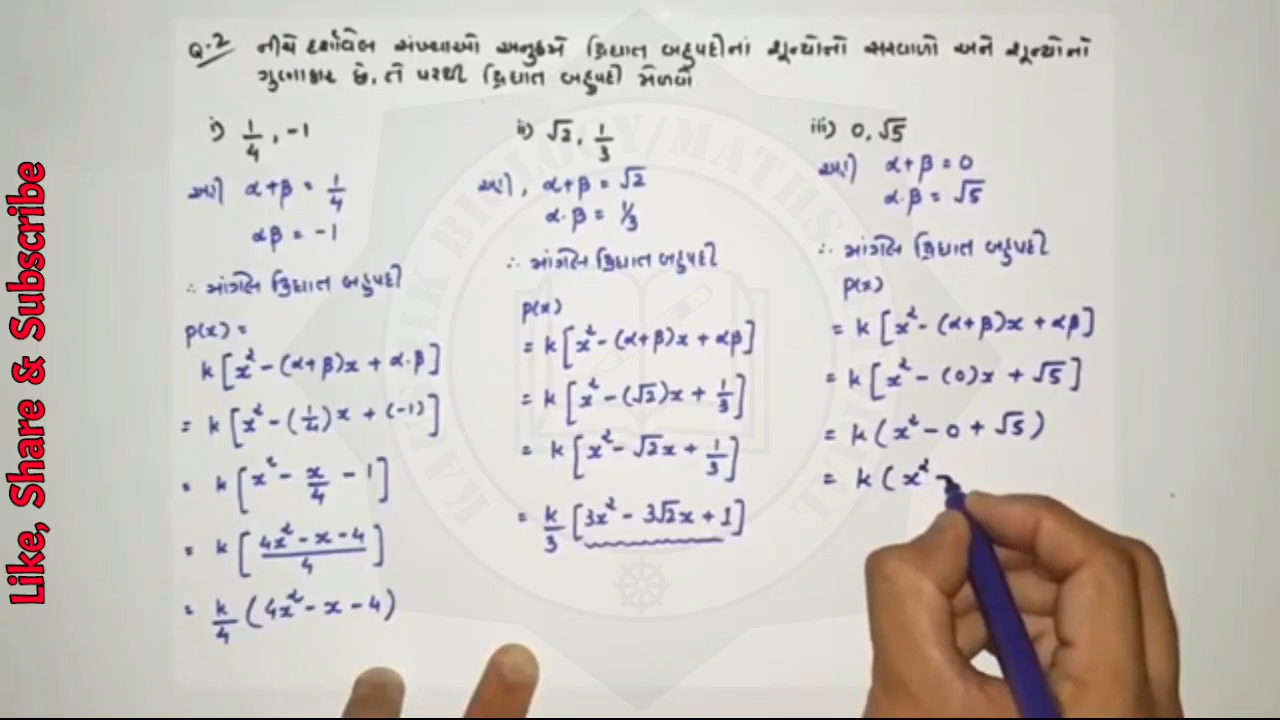 Q.2 નીચે દર્શાવેલ સંખ્યાઓ અનુક્રમે દ્વિઘાત બહુપદીનાં શૂન્યોનો સરવાળો અને શૂન્યોનો
ગુણાકાર છે, તે પરથી દ્વિઘાત બહુપદી મેળવો
i) 1/4, -1
અહીં α+β = 1/4
αβ = -1
∴ માંગેલ દ્વિઘાત બહુપદી
p(x) =
k[x² - (α+β)x + α.β]
= k[x² - (1/4)x + (-1)]
= k[x² - x/4 - 1]
= k[(4x² - x - 4)/4]
= k/4 (4x² - x - 4)
ii) √2, 1/3
અહીં, α+β = √2
α.β = 1/3
∴ માંગેલ દ્વિઘાત બહુપદી
p(x)
= k[x² - (α+β)x + αβ]
= k[x² - (√2)x + 1/3]
= k[x² - √2x + 1/3]
= k/3 [3x² - 3√2x + 1]
iii) 0, √5
અહીં α+β = 0
α.β = √5
∴ માંગેલ દ્વિઘાત બહુપદી
p(x)
= k[x² - (α+β)x + αβ]
= k[x² - (0)x + √5]
= k(x² - 0 + √5)
= k(x² -
Like, Share & Subscribe